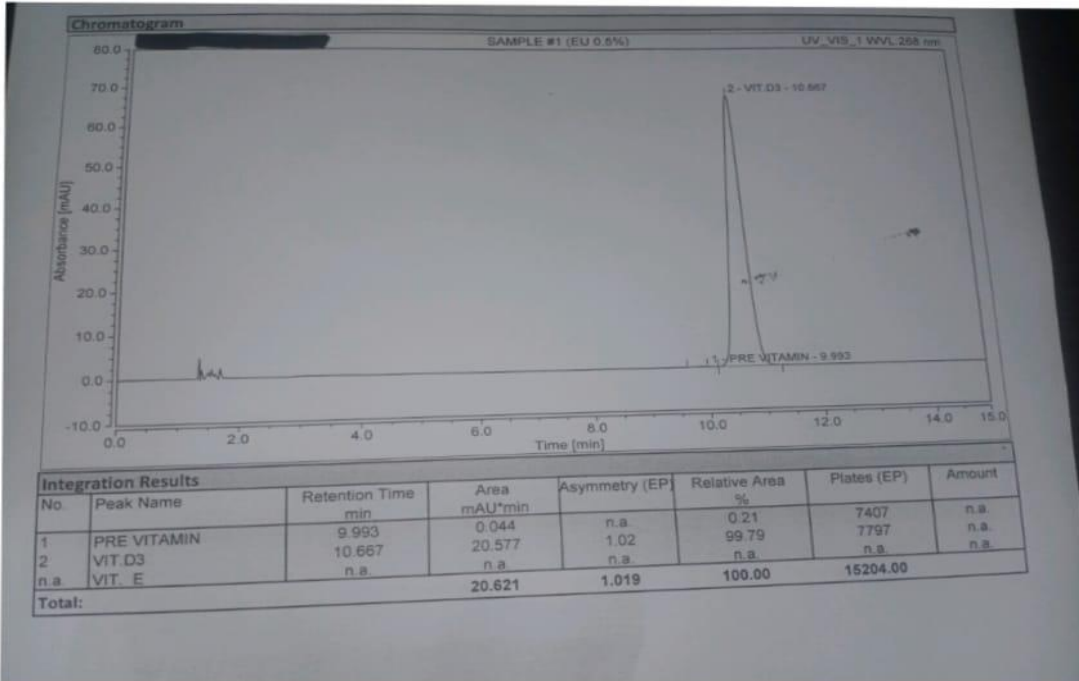 Chromatogram
SAMPLE #1 (EU 0.5%) UV_VIS_1 WVL:268 nm
80.0
70.0
60.0
50.0
40.0
30.0
20.0
10.0
0.0
-10.0
Absorbance [mAU]
2 - VIT.D3 - 10.667
1 - PRE VITAMIN - 9.993
0.0 2.0 4.0 6.0 8.0 10.0 12.0 14.0 15.0
Time [min]
Integration Results
No. Peak Name Retention Time Area Asymmetry (EP) Relative Area Plates (EP) Amount
min mAU*min %
1 PRE VITAMIN 9.993 0.044 n.a. 0.21 7407 n.a.
2 VIT.D3 10.667 20.577 1.02 99.79 7797 n.a.
n.a. VIT. E n.a. n.a. n.a. n.a. n.a. n.a.
Total: 20.621 1.019 100.00 15204.00